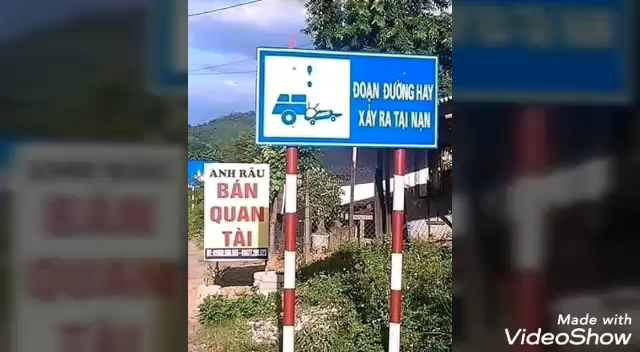 ĐOẠN ĐƯỜNG HAY
XẢY RA TAI NẠN
ANH RÂU
BÁN
QUAN
TÀI
Made with
VideoShow